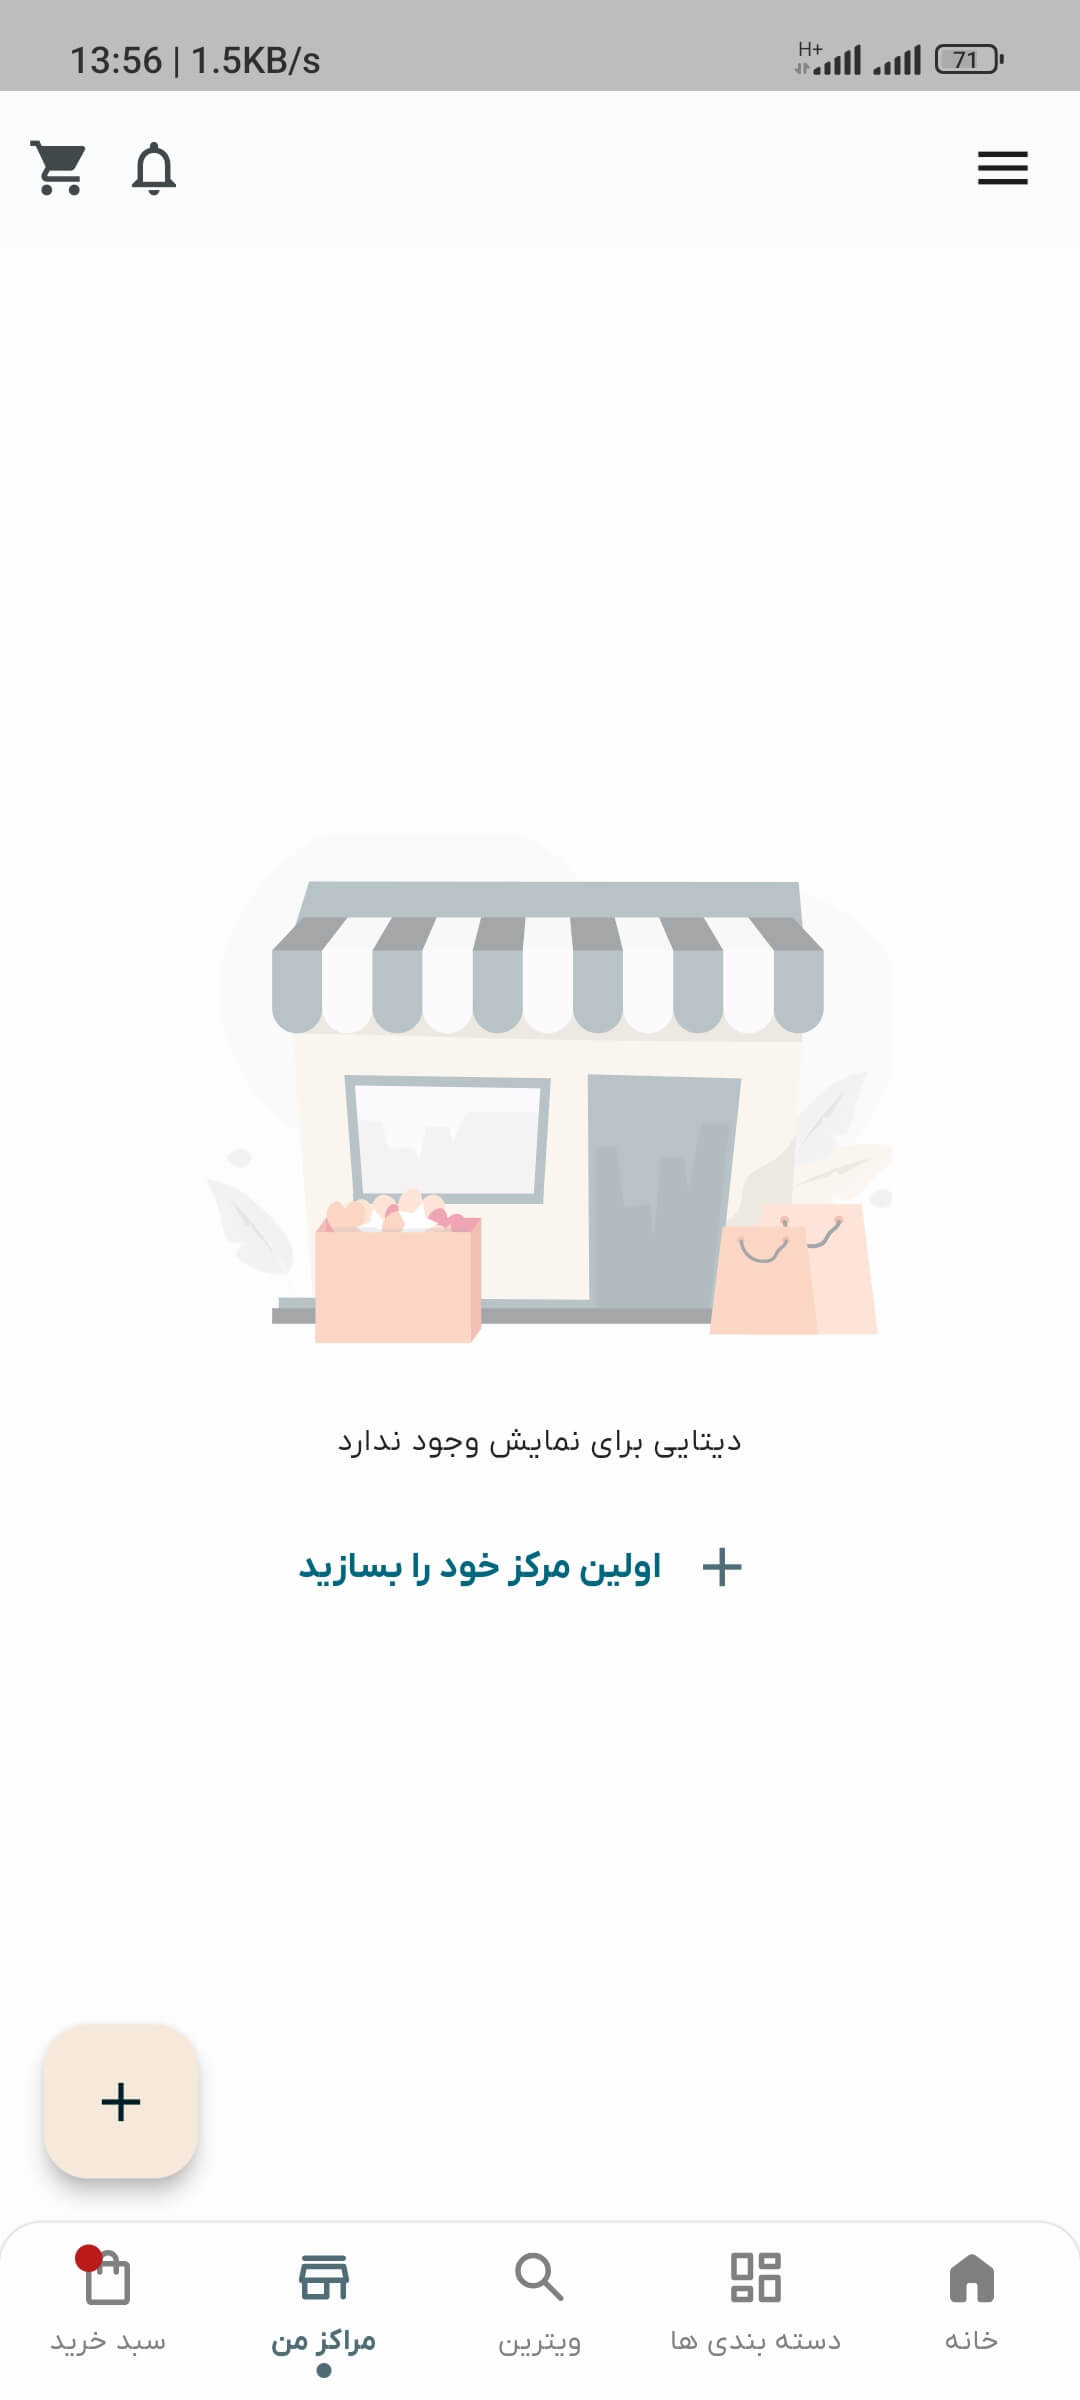 13:56 | 1.5KB/s H+ 71
دیتایی برای نمایش وجود ندارد
+ اولین مرکز خود را بسازید
خانه
دسته بندی ها
ویترین
مراکز من
سبد خرید